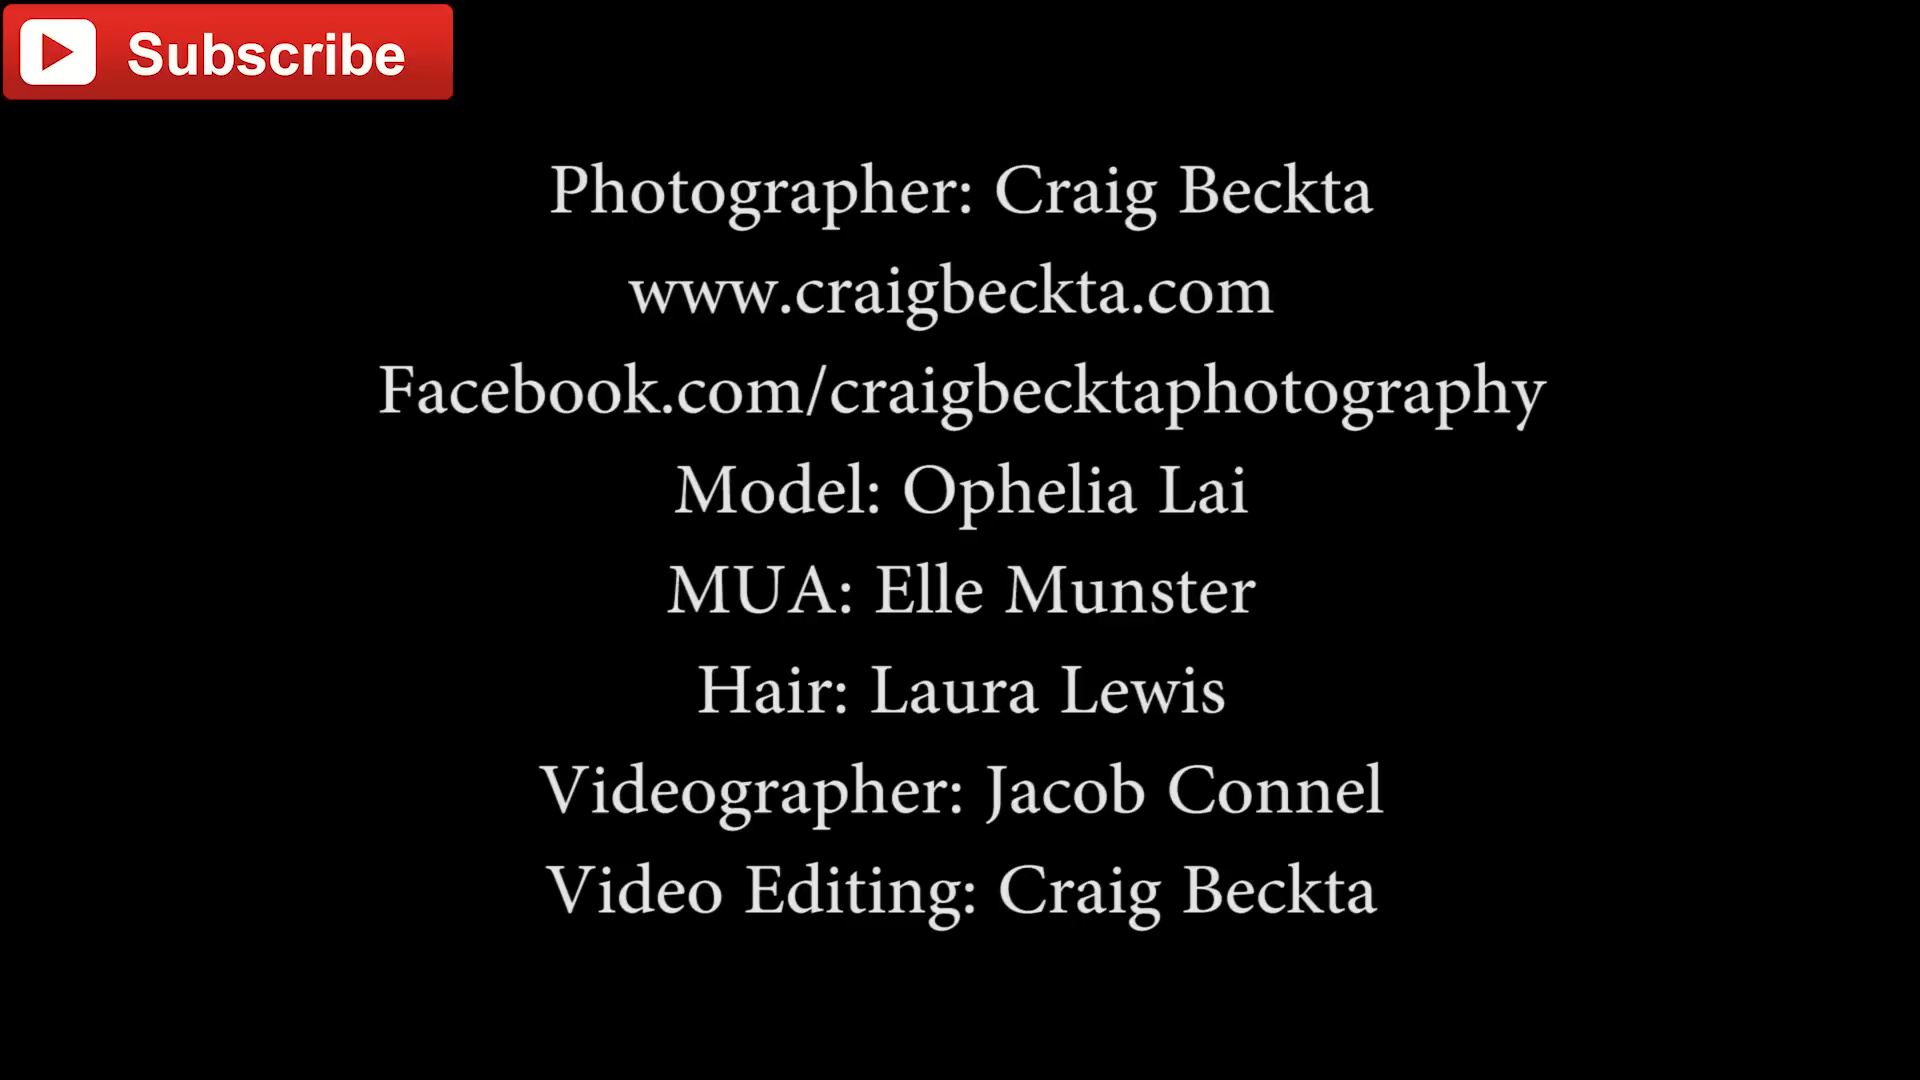 Subscribe
Photographer: Craig Beckta
www.craigbeckta.com
Facebook.com/craigbecktaphotography
Model: Ophelia Lai
MUA: Elle Munster
Hair: Laura Lewis
Videographer: Jacob Connel
Video Editing: Craig Beckta